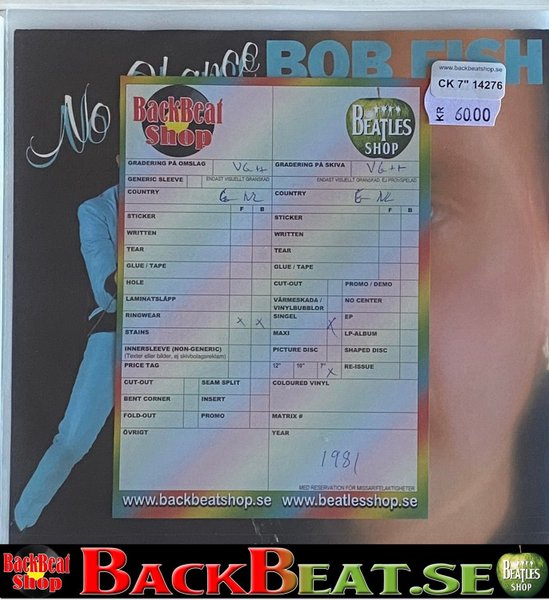 No Chance
BOB FISH
www.backbeatshop.se
CK 7" 14276
KR 60.00
BackBeat
Shop
BEATLES
SHOP
GRADERING PÅ OMSLAG VG++
GRADERING PÅ SKIVA VG++
GENERIC SLEEVE
ENDAST VISUELLT GRANSKAD
ENDAST VISUELLT GRANSKAD, EJ PROVSPELAD
COUNTRY NL
COUNTRY NL
F B
F B
STICKER
STICKER
WRITTEN
WRITTEN
TEAR
TEAR
GLUE / TAPE
GLUE / TAPE
HOLE
CUT-OUT
PROMO / DEMO
LAMINATSLÄPP
VÄRMESKADA /
VINYLBUBBLOR
NO CENTER
RINGWEAR X X
SINGEL X
EP
STAINS
MAXI
LP-ALBUM
INNERSLEEVE (NON-GENERIC)
(Texter eller bilder, ej skivbolagsreklam)
PICTURE DISC
SHAPED DISC
PRICE TAG
12" 10" 7" X
RE-ISSUE
CUT-OUT
SEAM SPLIT
COLOURED VINYL
BENT CORNER
INSERT
FOLD-OUT
PROMO
MATRIX #
ÖVRIGT
YEAR
1981
MED RESERVATION FÖR MISSAR/FELAKTIGHETER
www.backbeatshop.se www.beatlesshop.se
BackBeat
Shop
BACKBEAT.SE
BEATLES
SHOP